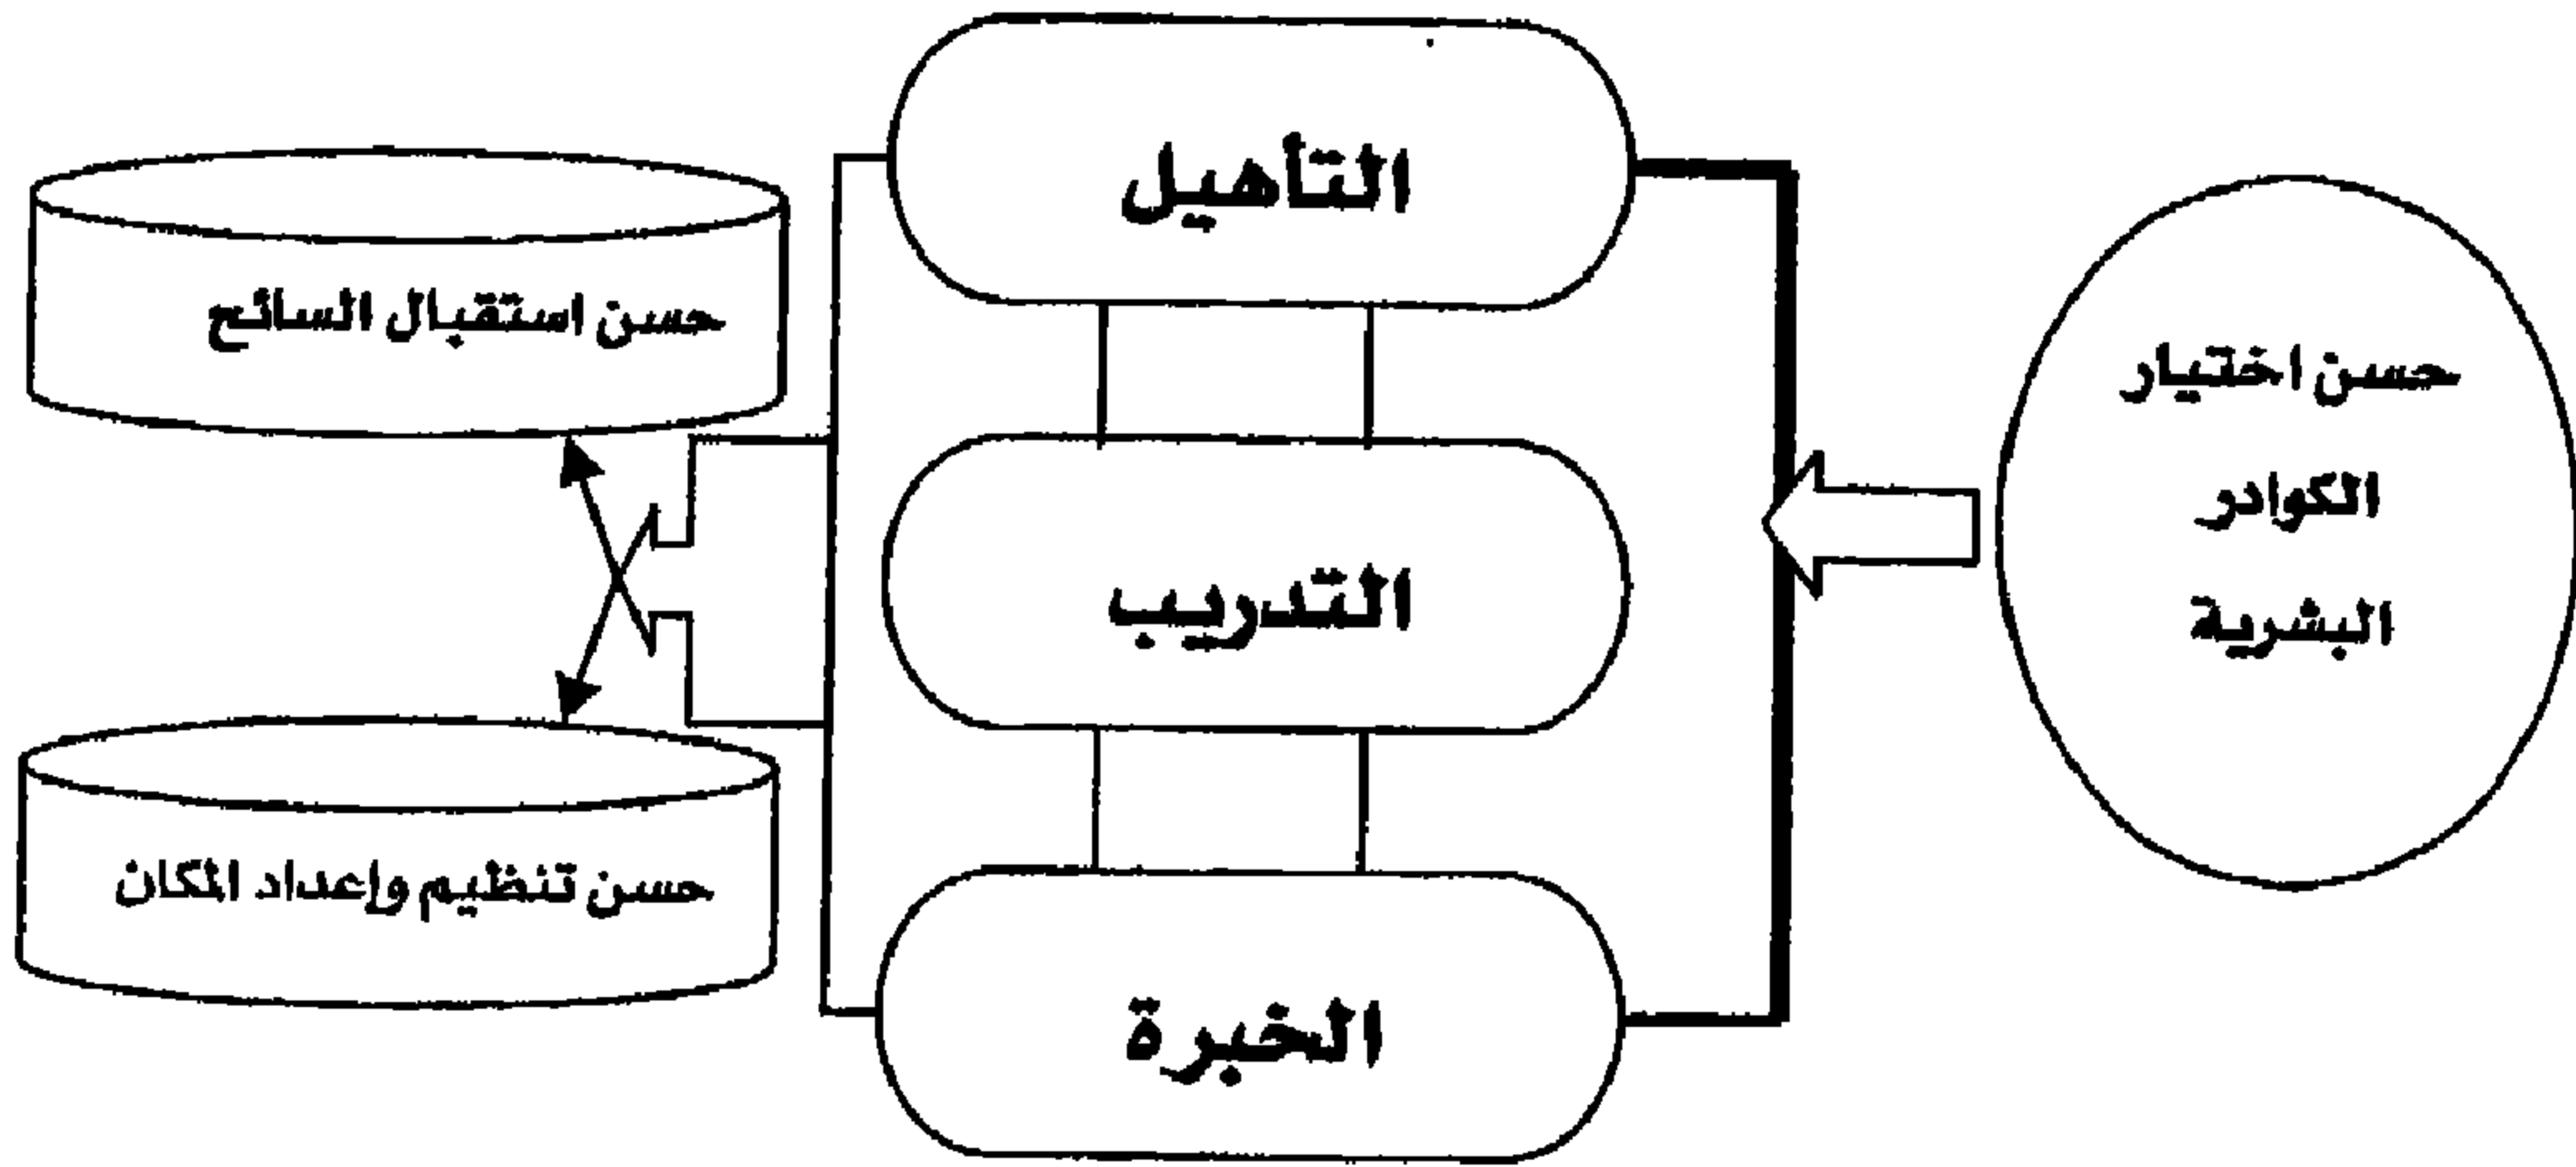 حسن اختيار
الكوادر
البشرية
التأهيل
التدريب
الخبرة
حسن استقبال السائح
حسن تنظيم وإعداد المكان